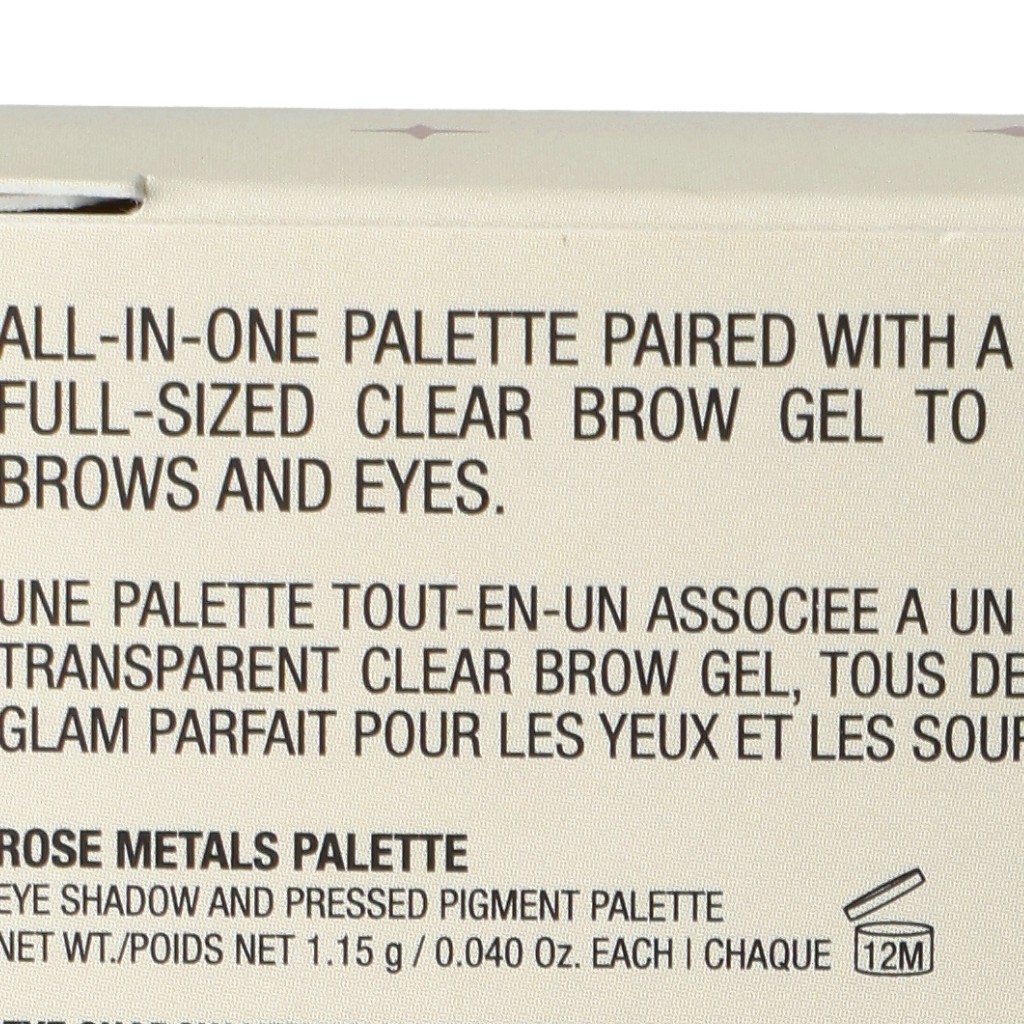 ALL-IN-ONE PALETTE PAIRED WITH A
FULL-SIZED CLEAR BROW GEL TO
BROWS AND EYES.
UNE PALETTE TOUT-EN-UN ASSOCIEE A UN
TRANSPARENT CLEAR BROW GEL, TOUS DE
GLAM PARFAIT POUR LES YEUX ET LES
ROSE METALS PALETTE
EYE SHADOW AND PRESSED PIGMENT PALETTE
NET WT./POIDS NET 1.15 g / 0.040 Oz. EACH | CHAQUE
12M